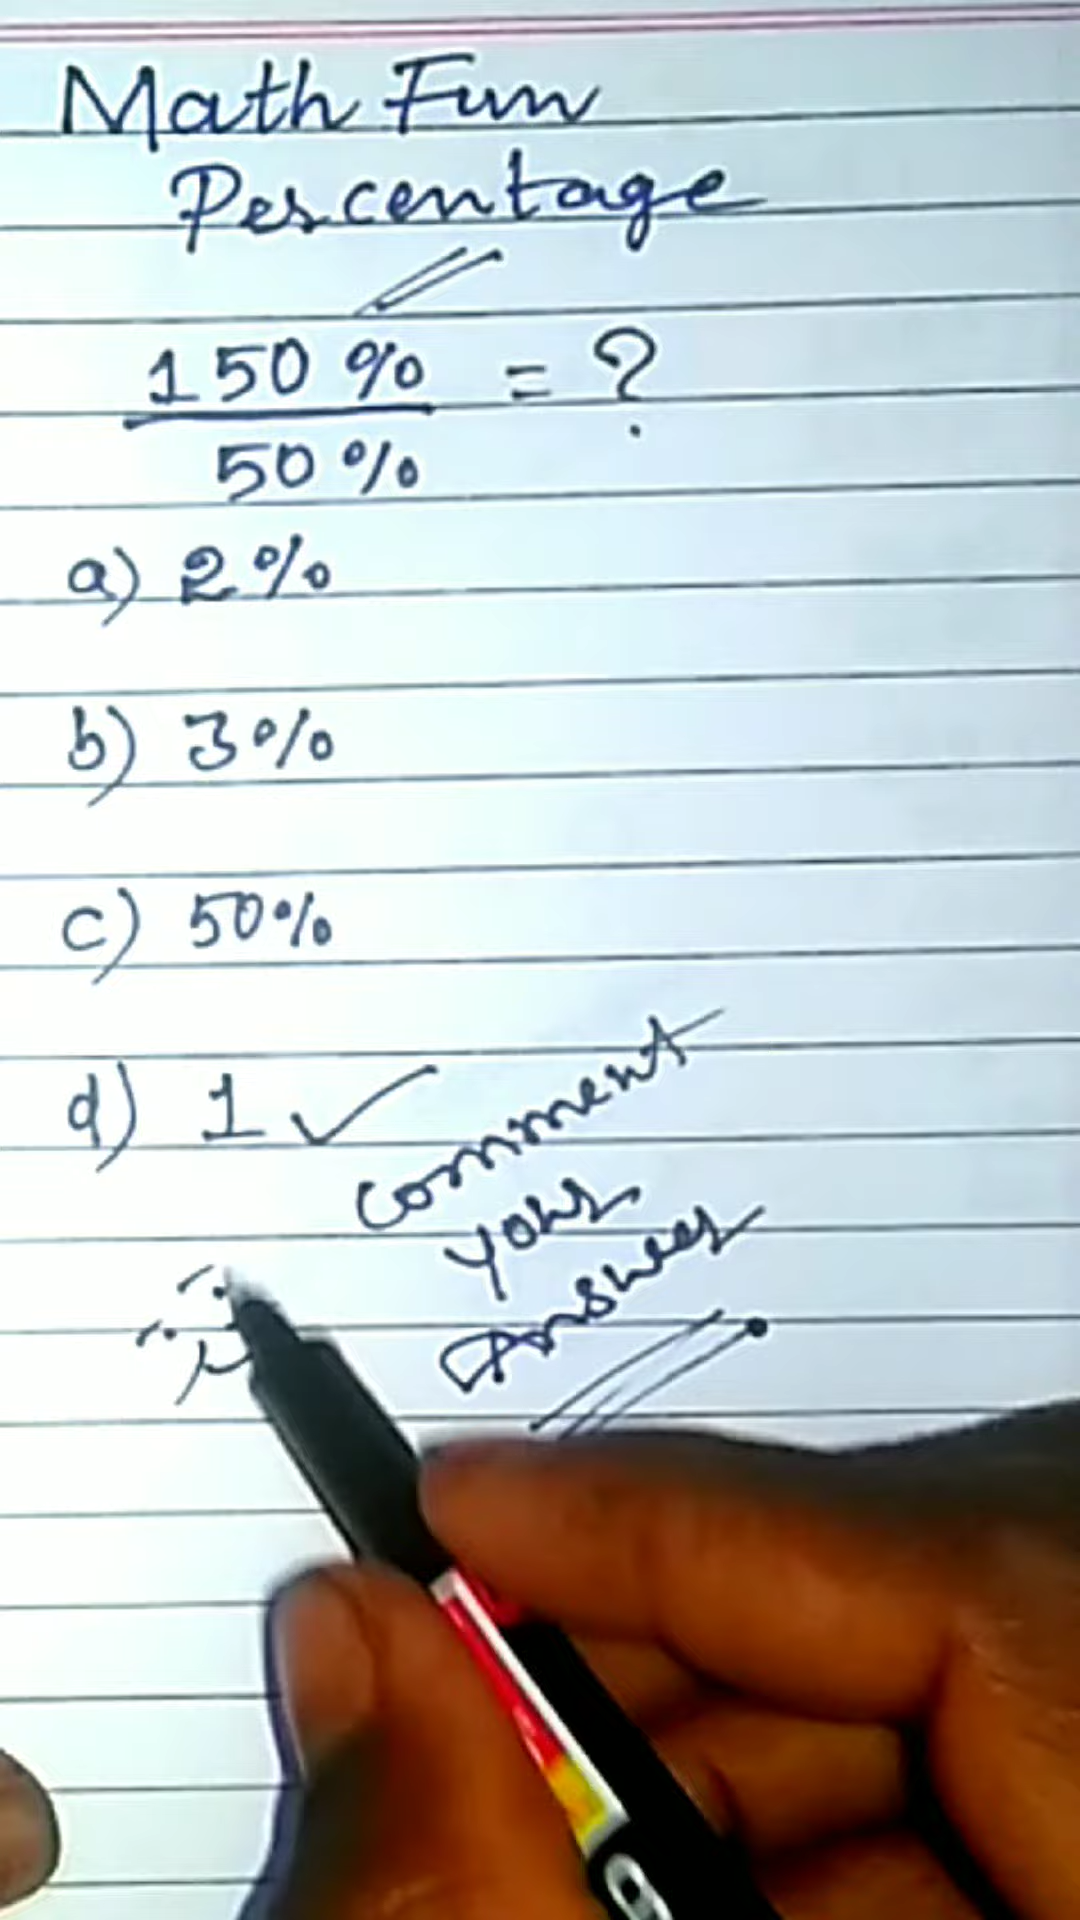 Math Fun
Percentage
150 % = ?
50 %
a) 2 %
b) 3 %
c) 50%
d) 1 ✓
comment
your
Answer